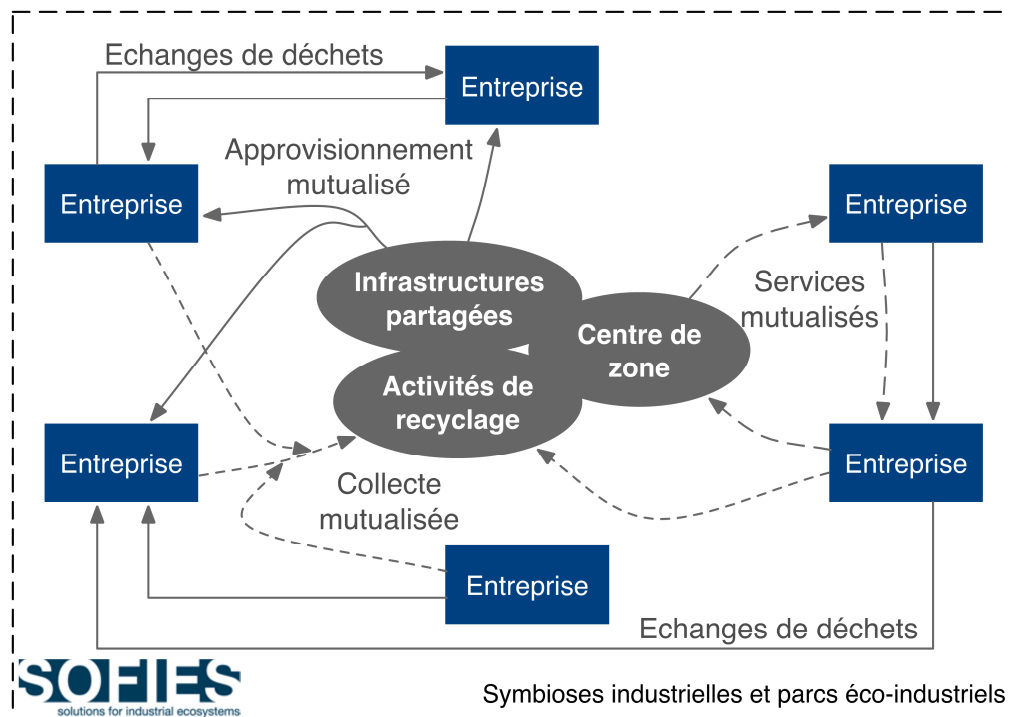 Echanges de déchets
Entreprise
Approvisionnement
mutualisé
Entreprise
Entreprise
Infrastructures
partagées
Services
mutualisés
Centre de
zone
Activités de
recyclage
Entreprise
Entreprise
Collecte
mutualisée
Entreprise
Echanges de déchets
SOFIES
solutions for industrial ecosystems
Symbioses industrielles et parcs éco-industriels